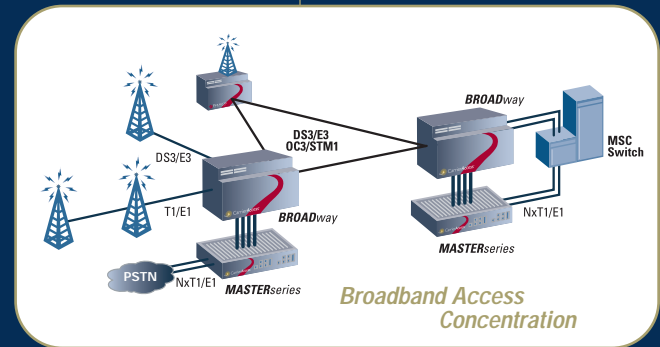 BROADway
DS3/E3
OC3/STM1
MSC
Switch
DS3/E3
T1/E1
BROADway
NxT1/E1
MASTERseries
PSTN
NxT1/E1
MASTERseries
Broadband Access
Concentration